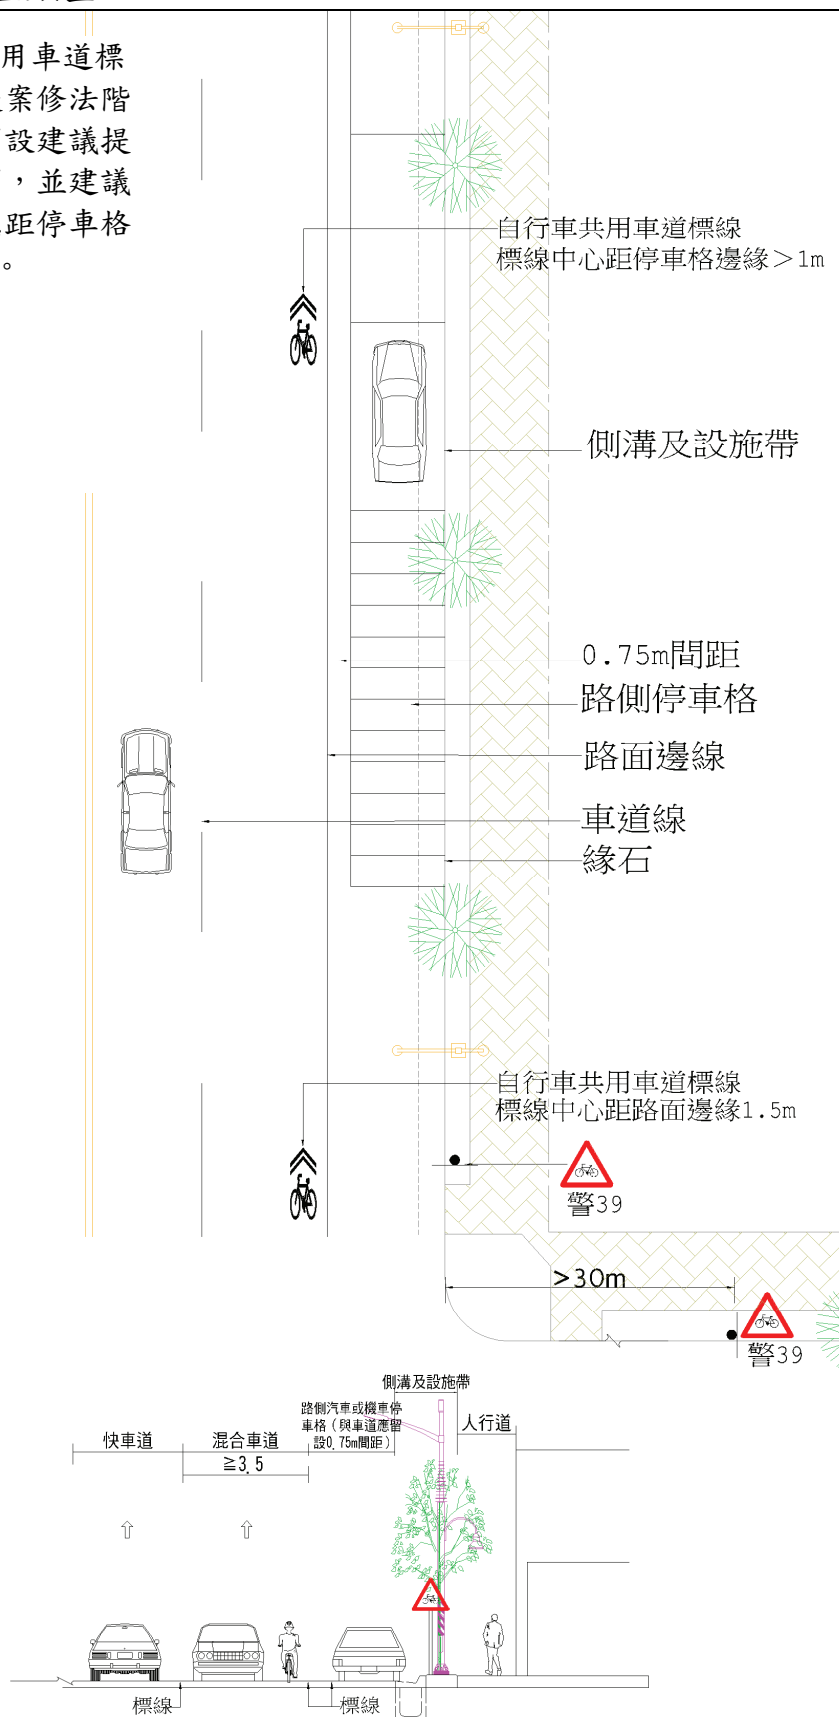 用車道標
案修法階
設建議提
，並建議
距停車格
。
自行車共用車道標線
標線中心距停車格邊緣＞1m
側溝及設施帶
0.75m間距
路側停車格
路面邊線
車道線
緣石
自行車共用車道標線
標線中心距路面邊緣1.5m
警39
>30m
警39
側溝及設施帶
路側汽車或機車停
車格（與車道應留
設0.75m間距）
人行道
快車道
混合車道
≧3.5
標線
標線